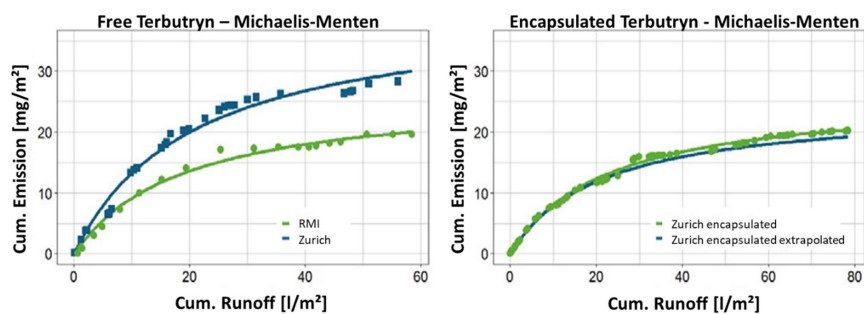 Free Terbutryn – Michaelis-Menten
Cum. Emission [mg/m²]
30
20
10
0
RMI
Zurich
0
20
40
60
Cum. Runoff [l/m²]
Encapsulated Terbutryn - Michaelis-Menten
Cum. Emission [mg/m²]
30
20
10
0
Zurich encapsulated
Zurich encapsulated extrapolated
0
20
40
60
80
Cum. Runoff [l/m²]